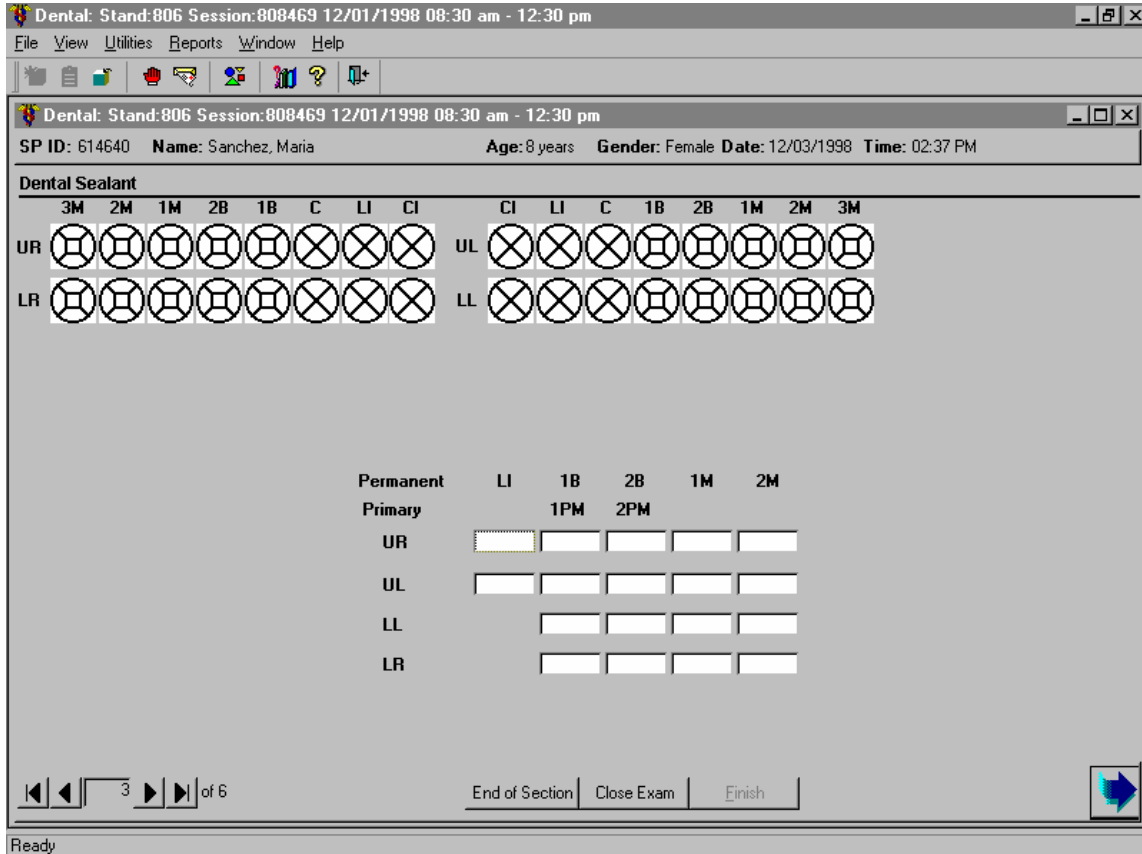 Dental: Stand:806 Session:808469 12/01/1998 08:30 am - 12:30 pm
File View Utilities Reports Window Help
Dental: Stand:806 Session:808469 12/01/1998 08:30 am - 12:30 pm
SP ID: 614640 Name: Sanchez, Maria Age: 8 years Gender: Female Date: 12/03/1998 Time: 02:37 PM
Dental Sealant
3M 2M 1M 2B 1B C LI CI CI LI C 1B 2B 1M 2M 3M
UR UL
LR LL
Permanent LI 1B 2B 1M 2M
Primary 1PM 2PM
UR
UL
LL
LR
3 of 6 End of Section Close Exam Finish
Ready